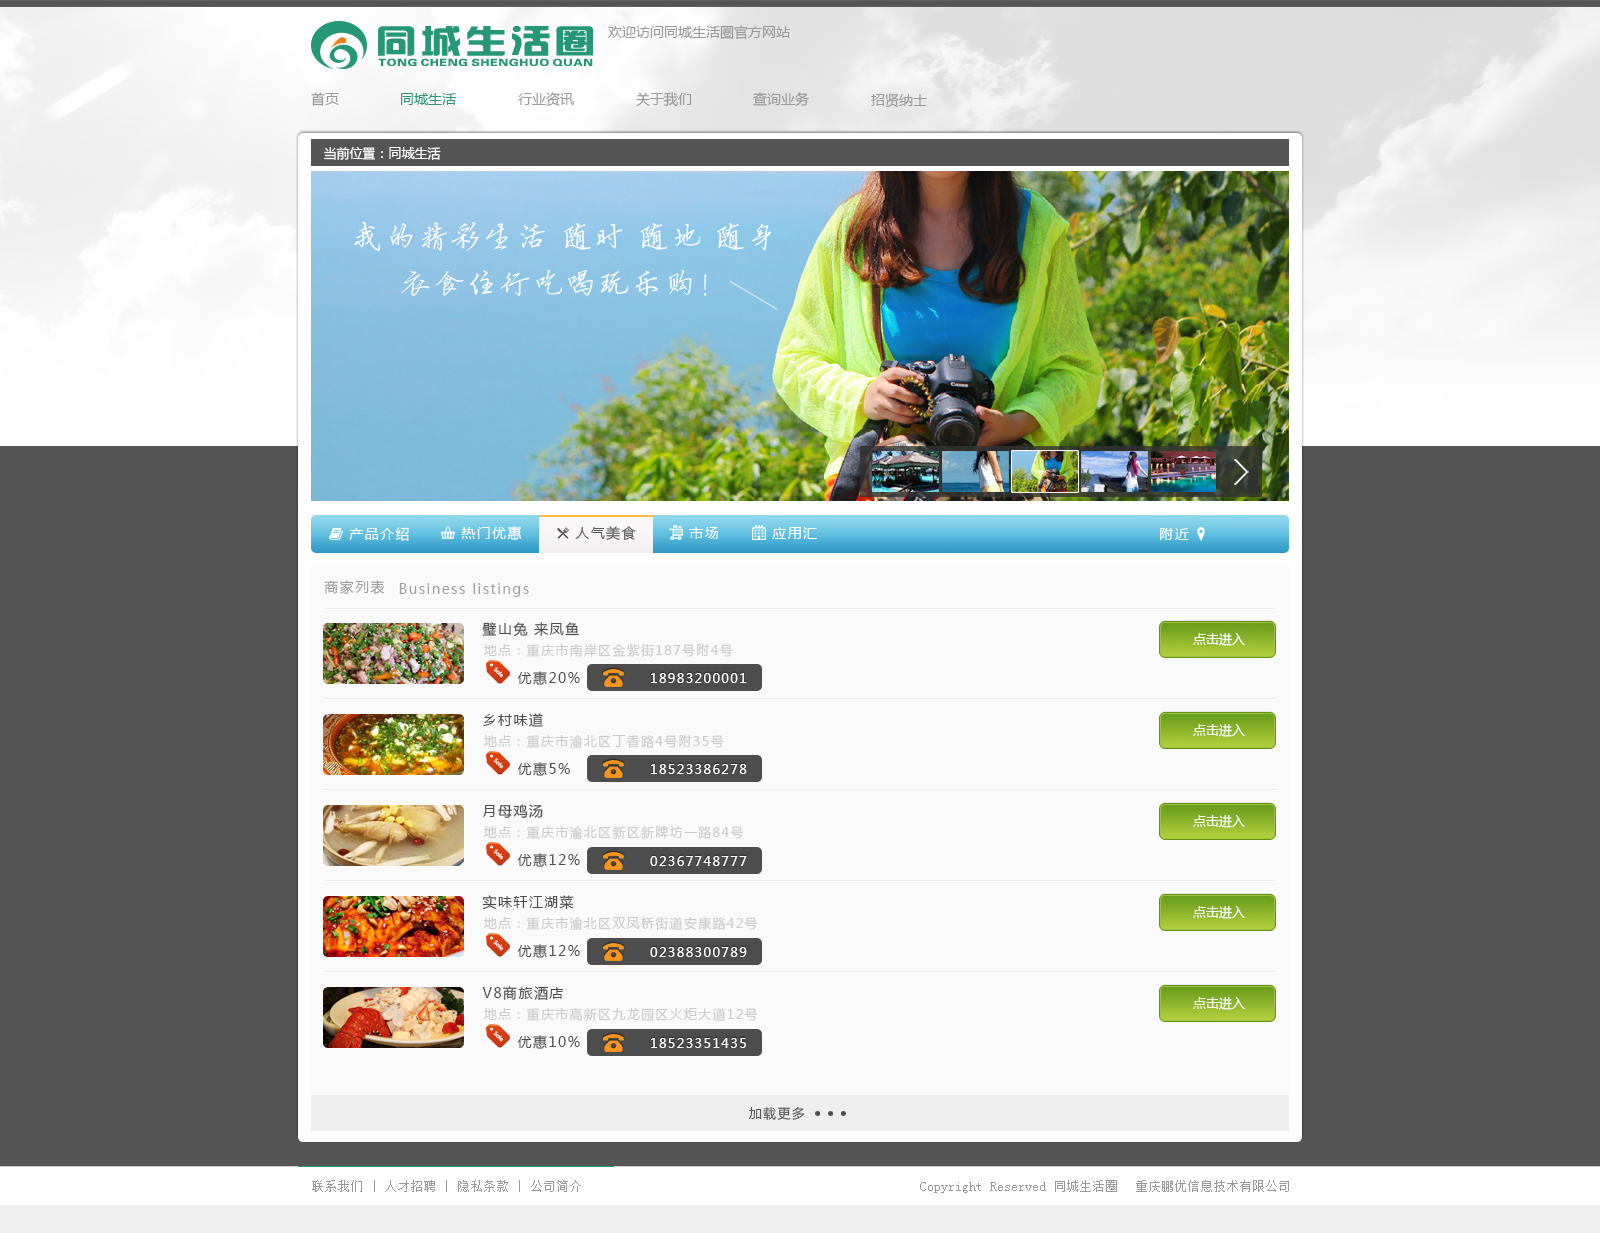 同城生活圈
TONG CHENG SHENGHUO QUAN
欢迎访问同城生活圈官方网站
首页 同城生活 行业资讯 关于我们 查询业务 招贤纳士
当前位置：同城生活
我的精彩生活 随时 随地 随身
衣食住行吃喝玩乐购！
Canon
产品介绍 热门优惠 人气美食 市场 应用汇 附近
商家列表 Business listings
璧山兔 来凤鱼
地点：重庆市南岸区金紫街187号附4号
点击进入
Sale 优惠20% 18983200001
乡村味道
地点：重庆市渝北区丁香路4号附35号
点击进入
Sale 优惠5% 18523386278
月母鸡汤
地点：重庆市渝北区新区新牌坊一路84号
点击进入
Sale 优惠12% 02367748777
实味轩江湖菜
地点：重庆市渝北区双凤桥街道安康路42号
点击进入
Sale 优惠12% 02388300789
V8商旅酒店
地点：重庆市高新区九龙园区火炬大道12号
点击进入
Sale 优惠10% 18523351435
加载更多 •••
联系我们 | 人才招聘 | 隐私条款 | 公司简介
Copyright Reserved 同城生活圈 重庆鹏优信息技术有限公司